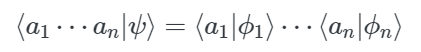 ⟨a₁ ⋯ aₙ|ψ⟩ = ⟨a₁|ϕ₁⟩ ⋯ ⟨aₙ|ϕₙ⟩